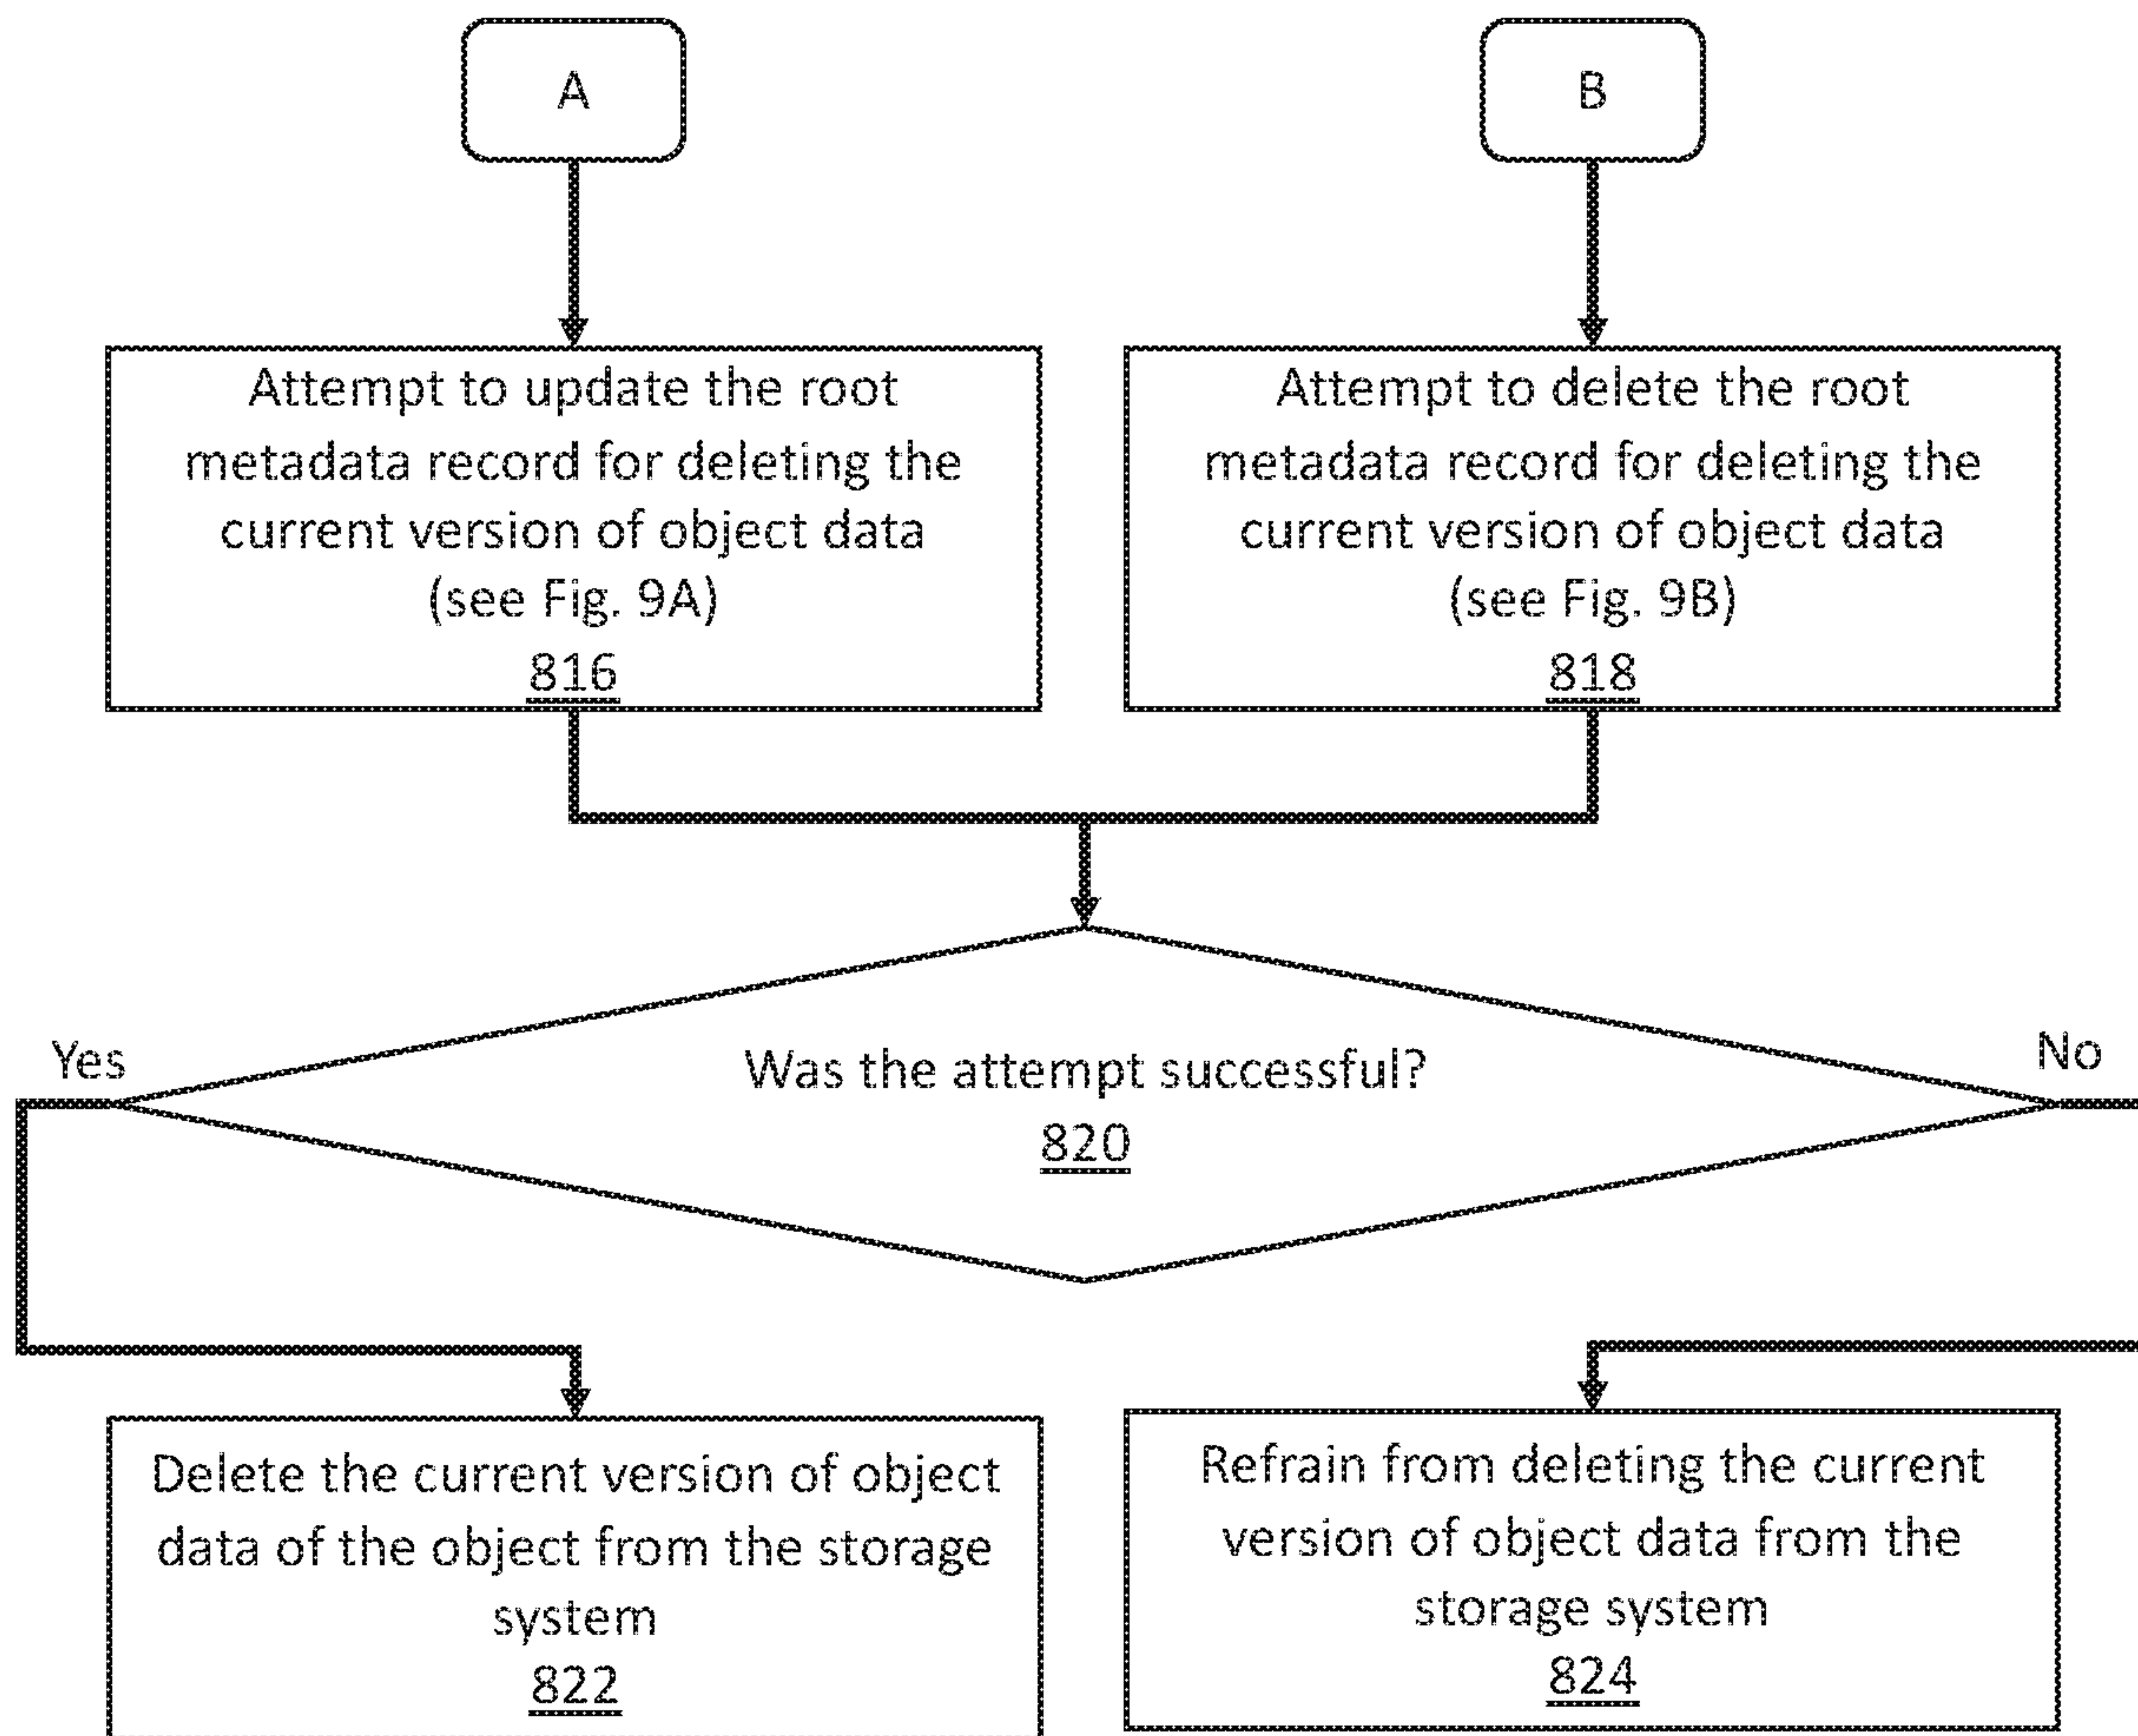 A
B
Attempt to update the root
metadata record for deleting the
current version of object data
(see Fig. 9A)
816
Attempt to delete the root
metadata record for deleting the
current version of object data
(see Fig. 9B)
818
Yes
Was the attempt successful?
820
No
Delete the current version of object
data of the object from the storage
system
822
Refrain from deleting the current
version of object data from the
storage system
824